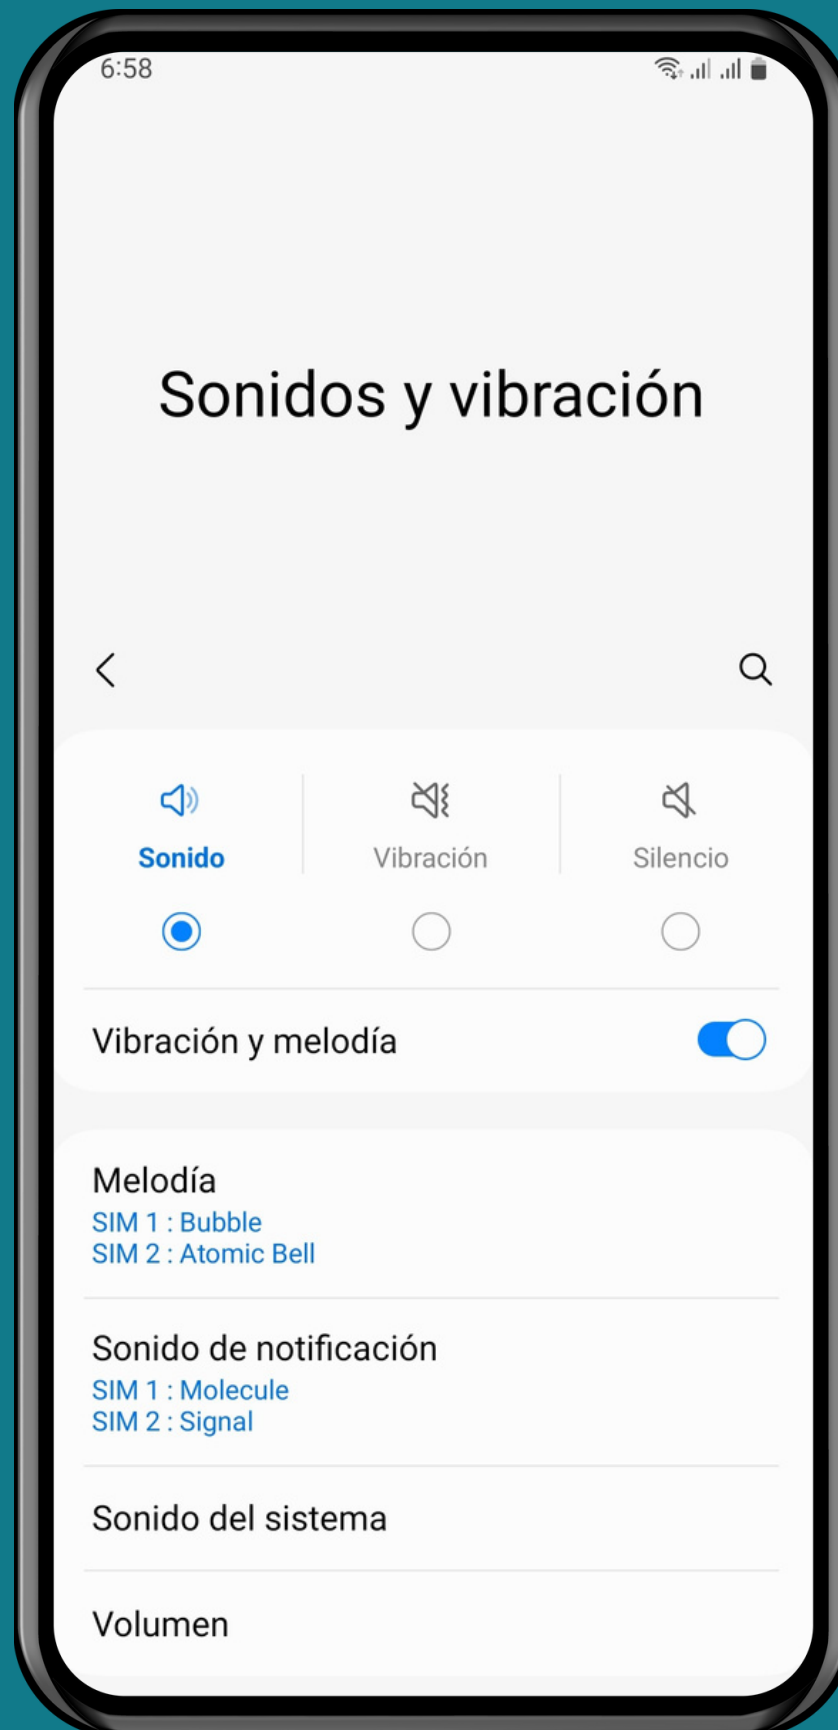 6:58
Sonidos y vibración
Sonido
Vibración
Silencio
Vibración y melodía
Melodía
SIM 1 : Bubble
SIM 2 : Atomic Bell
Sonido de notificación
SIM 1 : Molecule
SIM 2 : Signal
Sonido del sistema
Volumen